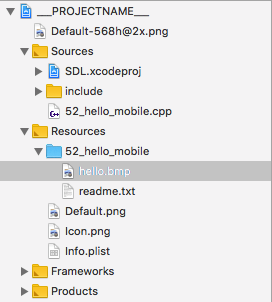 ___PROJECTNAME___
Default-568h@2x.png
Sources
SDL.xcodeproj
include
52_hello_mobile.cpp
Resources
52_hello_mobile
hello.bmp
readme.txt
Default.png
Icon.png
Info.plist
Frameworks
Products